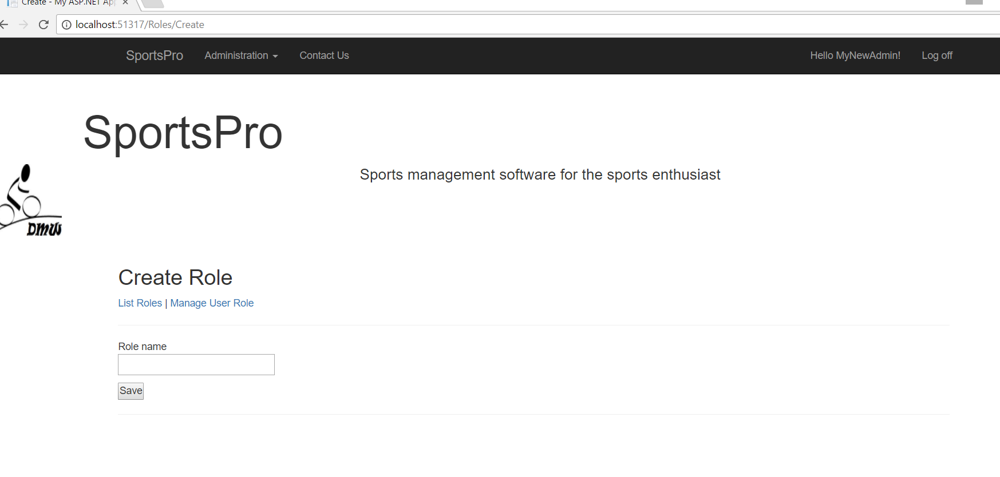 Create - My ASP.NET Ap
localhost:51317/Roles/Create
SportsPro Administration Contact Us Hello MyNewAdmin! Log off
SportsPro
Sports management software for the sports enthusiast
DMW
Create Role
List Roles | Manage User Role
Role name
Save